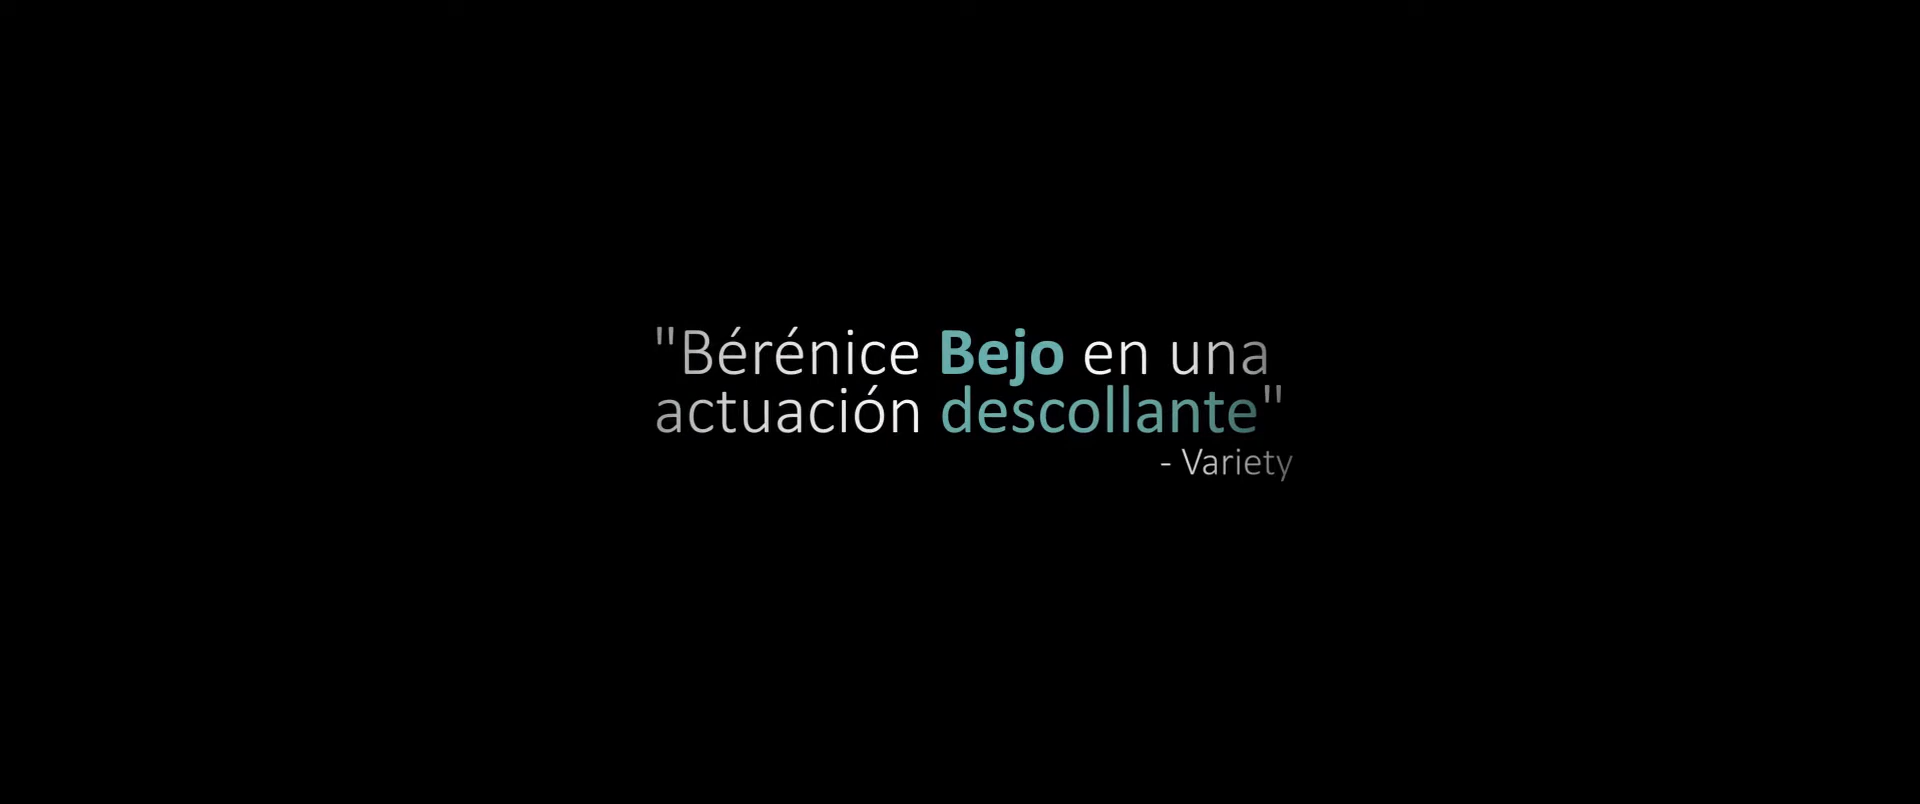 "Bérénice Bejo en una
actuación descollante"
- Variety